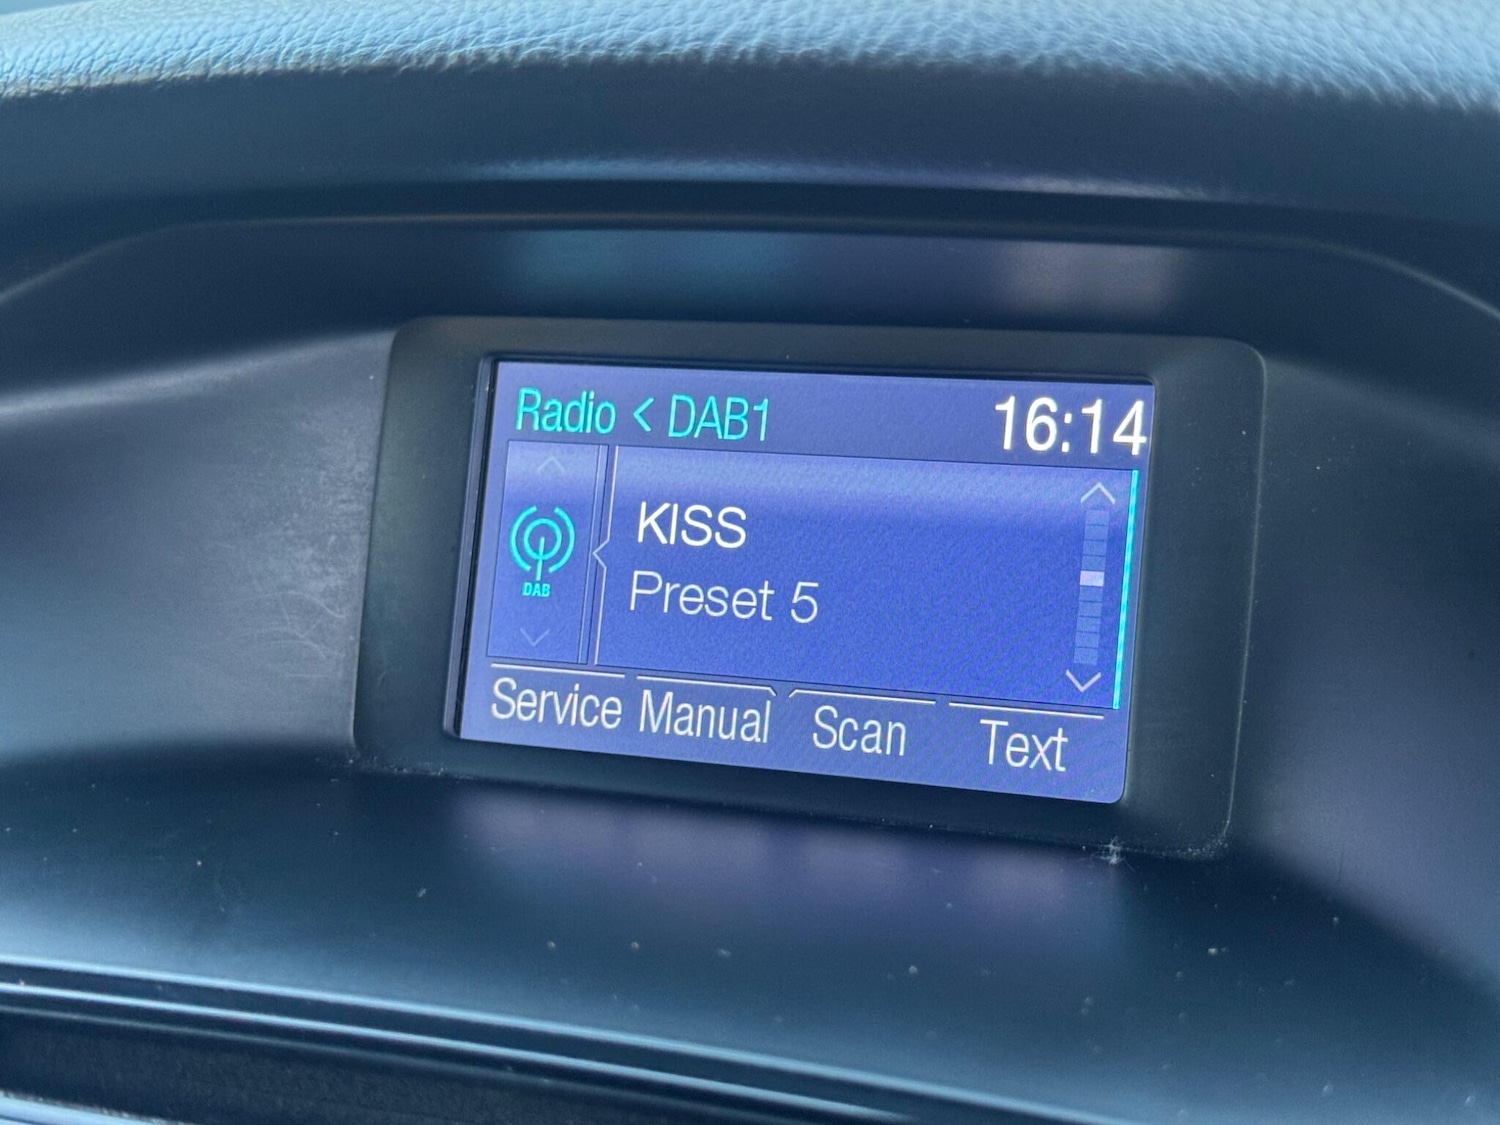 Radio < DAB1 16:14
KISS
DAB
Preset 5
Service Manual Scan Text